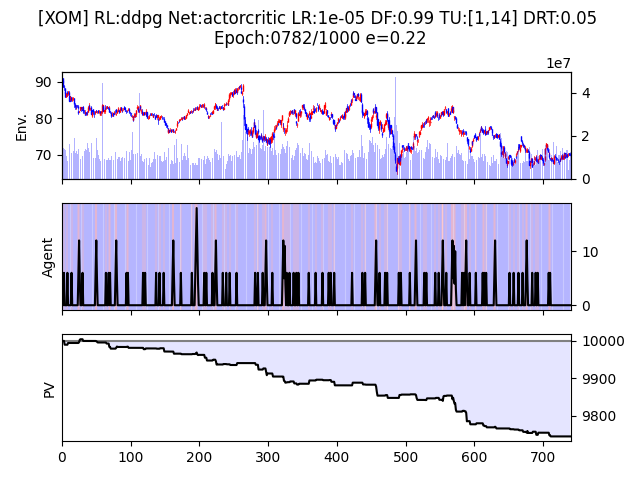 [XOM] RL:ddpg Net:actorcritic LR:1e-05 DF:0.99 TU:[1,14] DRT:0.05
Epoch:0782/1000 e=0.22
1e7
90
80
70
Env.
4
2
0
Agent
10
0
PV
10000
9900
9800
0 100 200 300 400 500 600 700